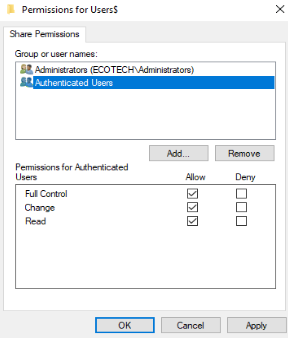 Permissions for Users$
Share Permissions
Group or user names:
Administrators (ECOTECH\Administrators)
Authenticated Users
Add...
Remove
Permissions for Authenticated
Users
Allow
Deny
Full Control
Change
Read
OK
Cancel
Apply